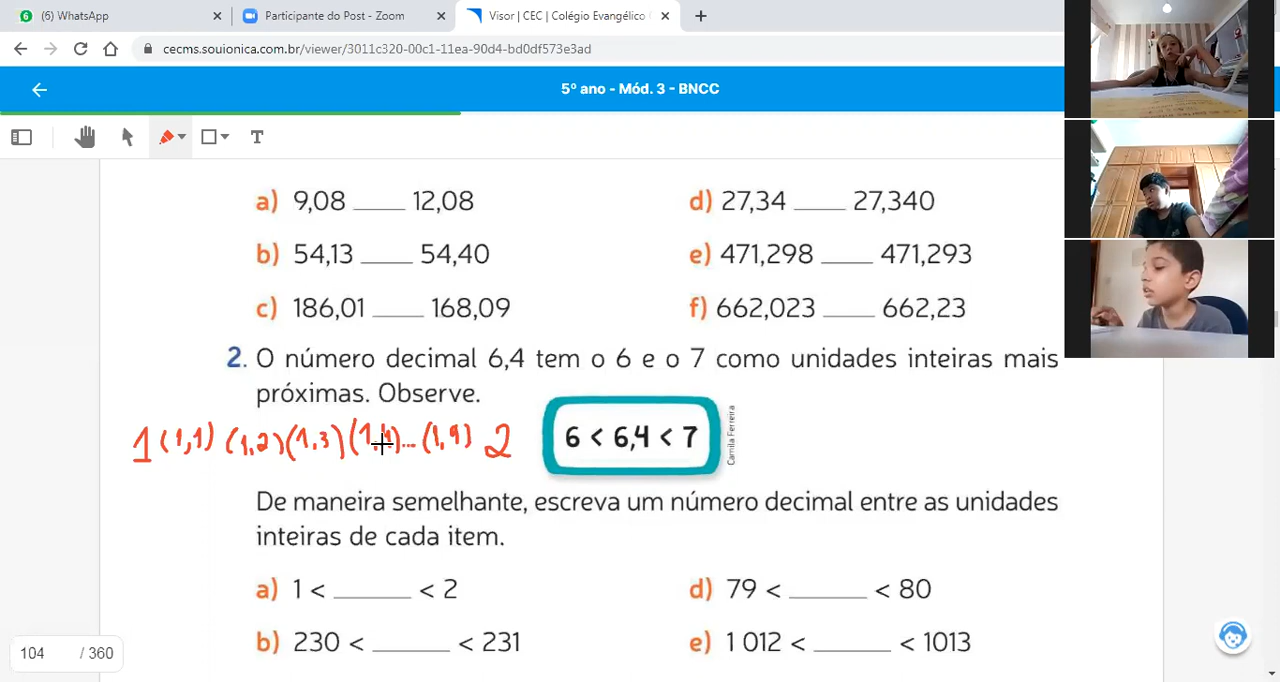 (6) WhatsApp
Participante do Post - Zoom
Visor | CEC | Colégio Evangélico
cecms.souionica.com.br/viewer/3011c320-00c1-11ea-90d4-bd0df573e3ad
5º ano - Mód. 3 - BNCC
T
a) 9,08 _____ 12,08
d) 27,34 _____ 27,340
b) 54,13 _____ 54,40
e) 471,298 _____ 471,293
c) 186,01 _____ 168,09
f) 662,023 _____ 662,23
2. O número decimal 6,4 tem o 6 e o 7 como unidades inteiras mais
próximas. Observe.
1 (1,1) (1,2) (1,3) (1,4)... (1,9) 2
6 < 6,4 < 7
Camila Ferreira
De maneira semelhante, escreva um número decimal entre as unidades
inteiras de cada item.
a) 1 < _______ < 2
d) 79 < _______ < 80
b) 230 < _______ < 231
e) 1 012 < _______ < 1013
104 / 360